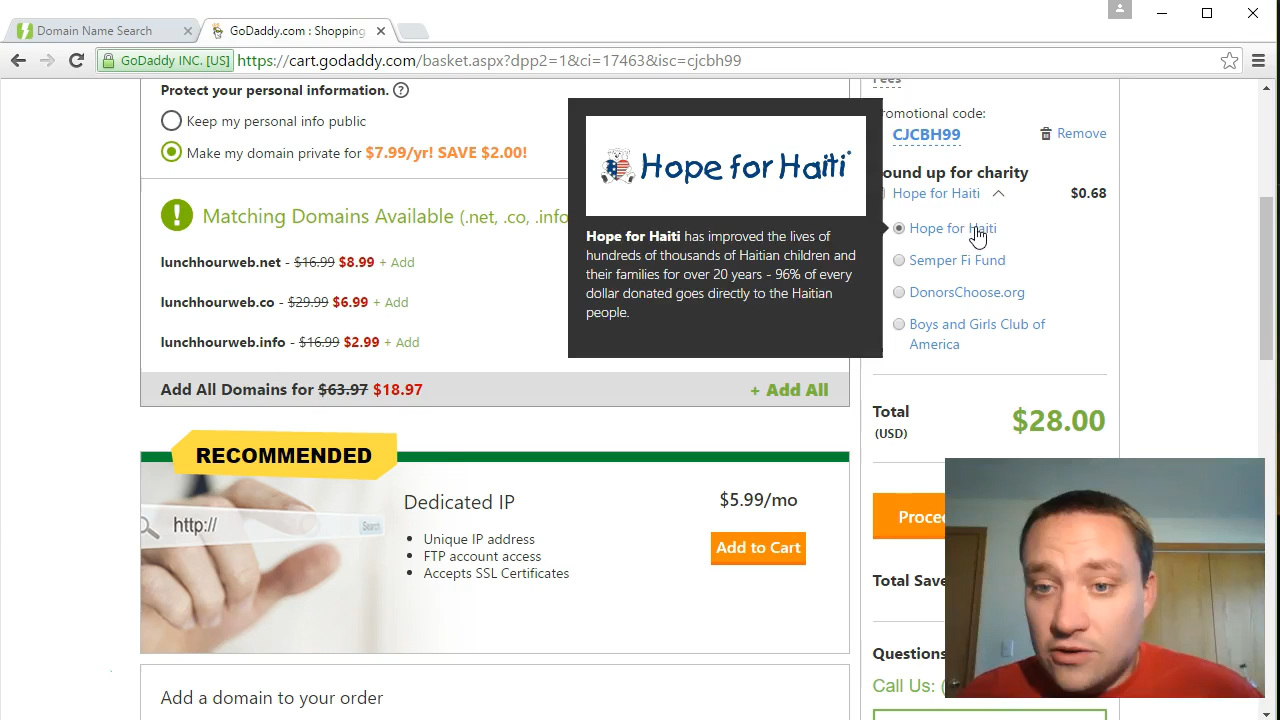 Domain Name Search
GoDaddy.com : Shopping
GoDaddy INC. [US]
https://cart.godaddy.com/basket.aspx?dpp2=1&ci=17463&isc=cjcbh99
Protect your personal information. ?
Keep my personal info public
Make my domain private for $7.99/yr! SAVE $2.00!
Matching Domains Available (.net, .co, .info
lunchhourweb.net - $16.99 $8.99 + Add
lunchhourweb.co - $29.99 $6.99 + Add
lunchhourweb.info - $16.99 $2.99 + Add
Add All Domains for $63.97 $18.97
+ Add All
RECOMMENDED
http://
Search
Dedicated IP
• Unique IP address
• FTP account access
• Accepts SSL Certificates
$5.99/mo
Add to Cart
Add a domain to your order
Hope for Haiti
Hope for Haiti has improved the lives of
hundreds of thousands of Haitian children and
their families for over 20 years - 96% of every
dollar donated goes directly to the Haitian
people.
Fees
romotional code:
CJCBH99
Remove
ound up for charity
Hope for Haiti
$0.68
Hope for Haiti
Semper Fi Fund
DonorsChoose.org
Boys and Girls Club of
America
Total
(USD)
$28.00
Procee
Total Save
Questions
Call Us: (